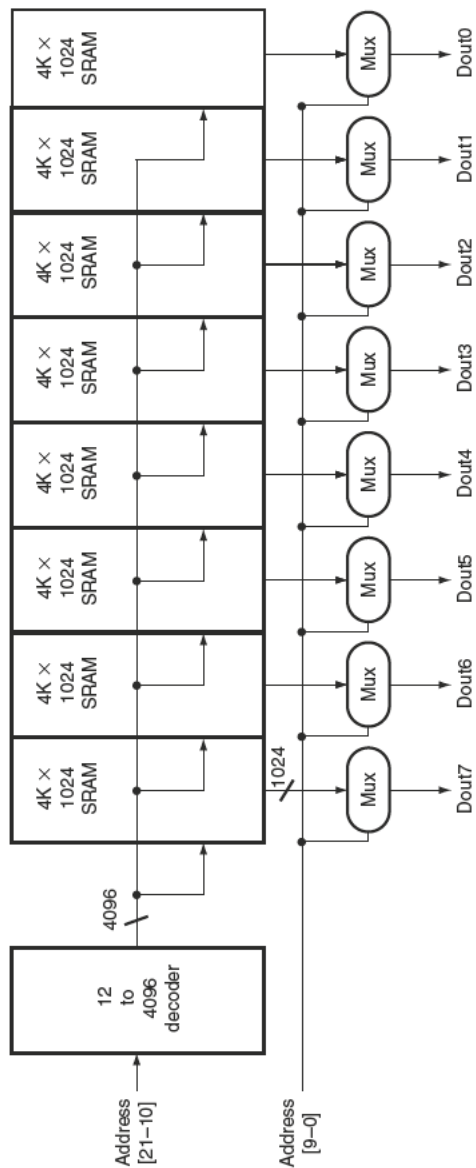 4K ×
1024
SRAM
4K ×
1024
SRAM
4K ×
1024
SRAM
4K ×
1024
SRAM
4K ×
1024
SRAM
4K ×
1024
SRAM
4K ×
1024
SRAM
4K ×
1024
SRAM
12
to
4096
decoder
4096
Address
[21–10]
1024
Address
[9–0]
Mux
Mux
Mux
Mux
Mux
Mux
Mux
Mux
Dout7
Dout6
Dout5
Dout4
Dout3
Dout2
Dout1
Dout0